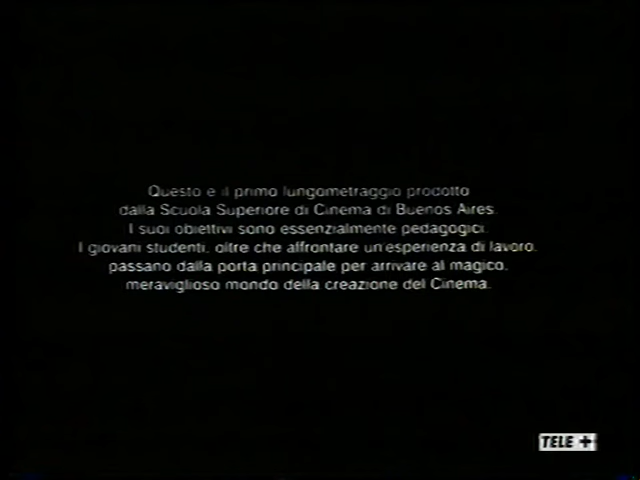 Questo e il primo lungometraggio prodotto
dalla Scuola Superiore di Cinema di Buenos Aires.
I suoi obiettivi sono essenzialmente pedagogici.
I giovani studenti, oltre che affrontare un'esperienza di lavoro,
passano dalla porta principale per arrivare al magico,
meraviglioso mondo della creazione del Cinema.
TELE +